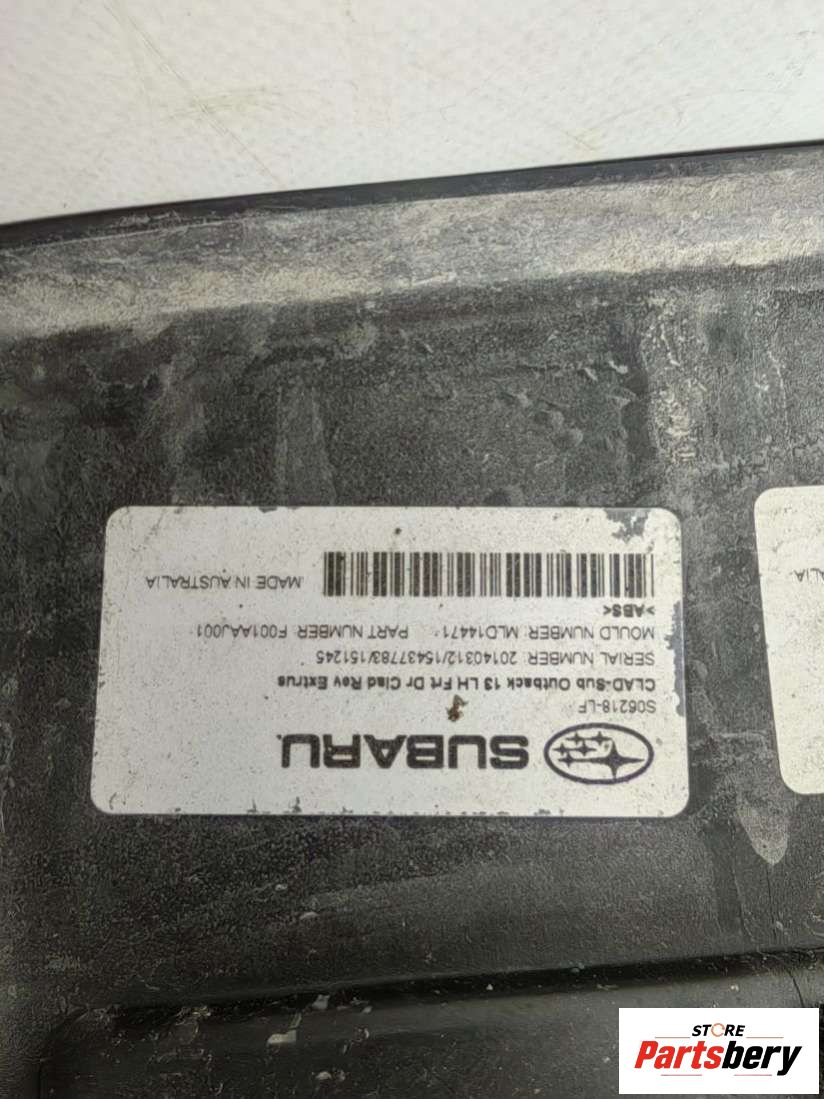 SUBARU
S06218-LF
CLAD-Sub Outback 13 LH Frt Dr Clad Rev Extrus
SERIAL NUMBER: 20140312/15437783/151245
MOULD NUMBER: MLD14471 PART NUMBER: F001AAJ001
>ABS<
MADE IN AUSTRALIA
ALIA
STORE
Partsbery